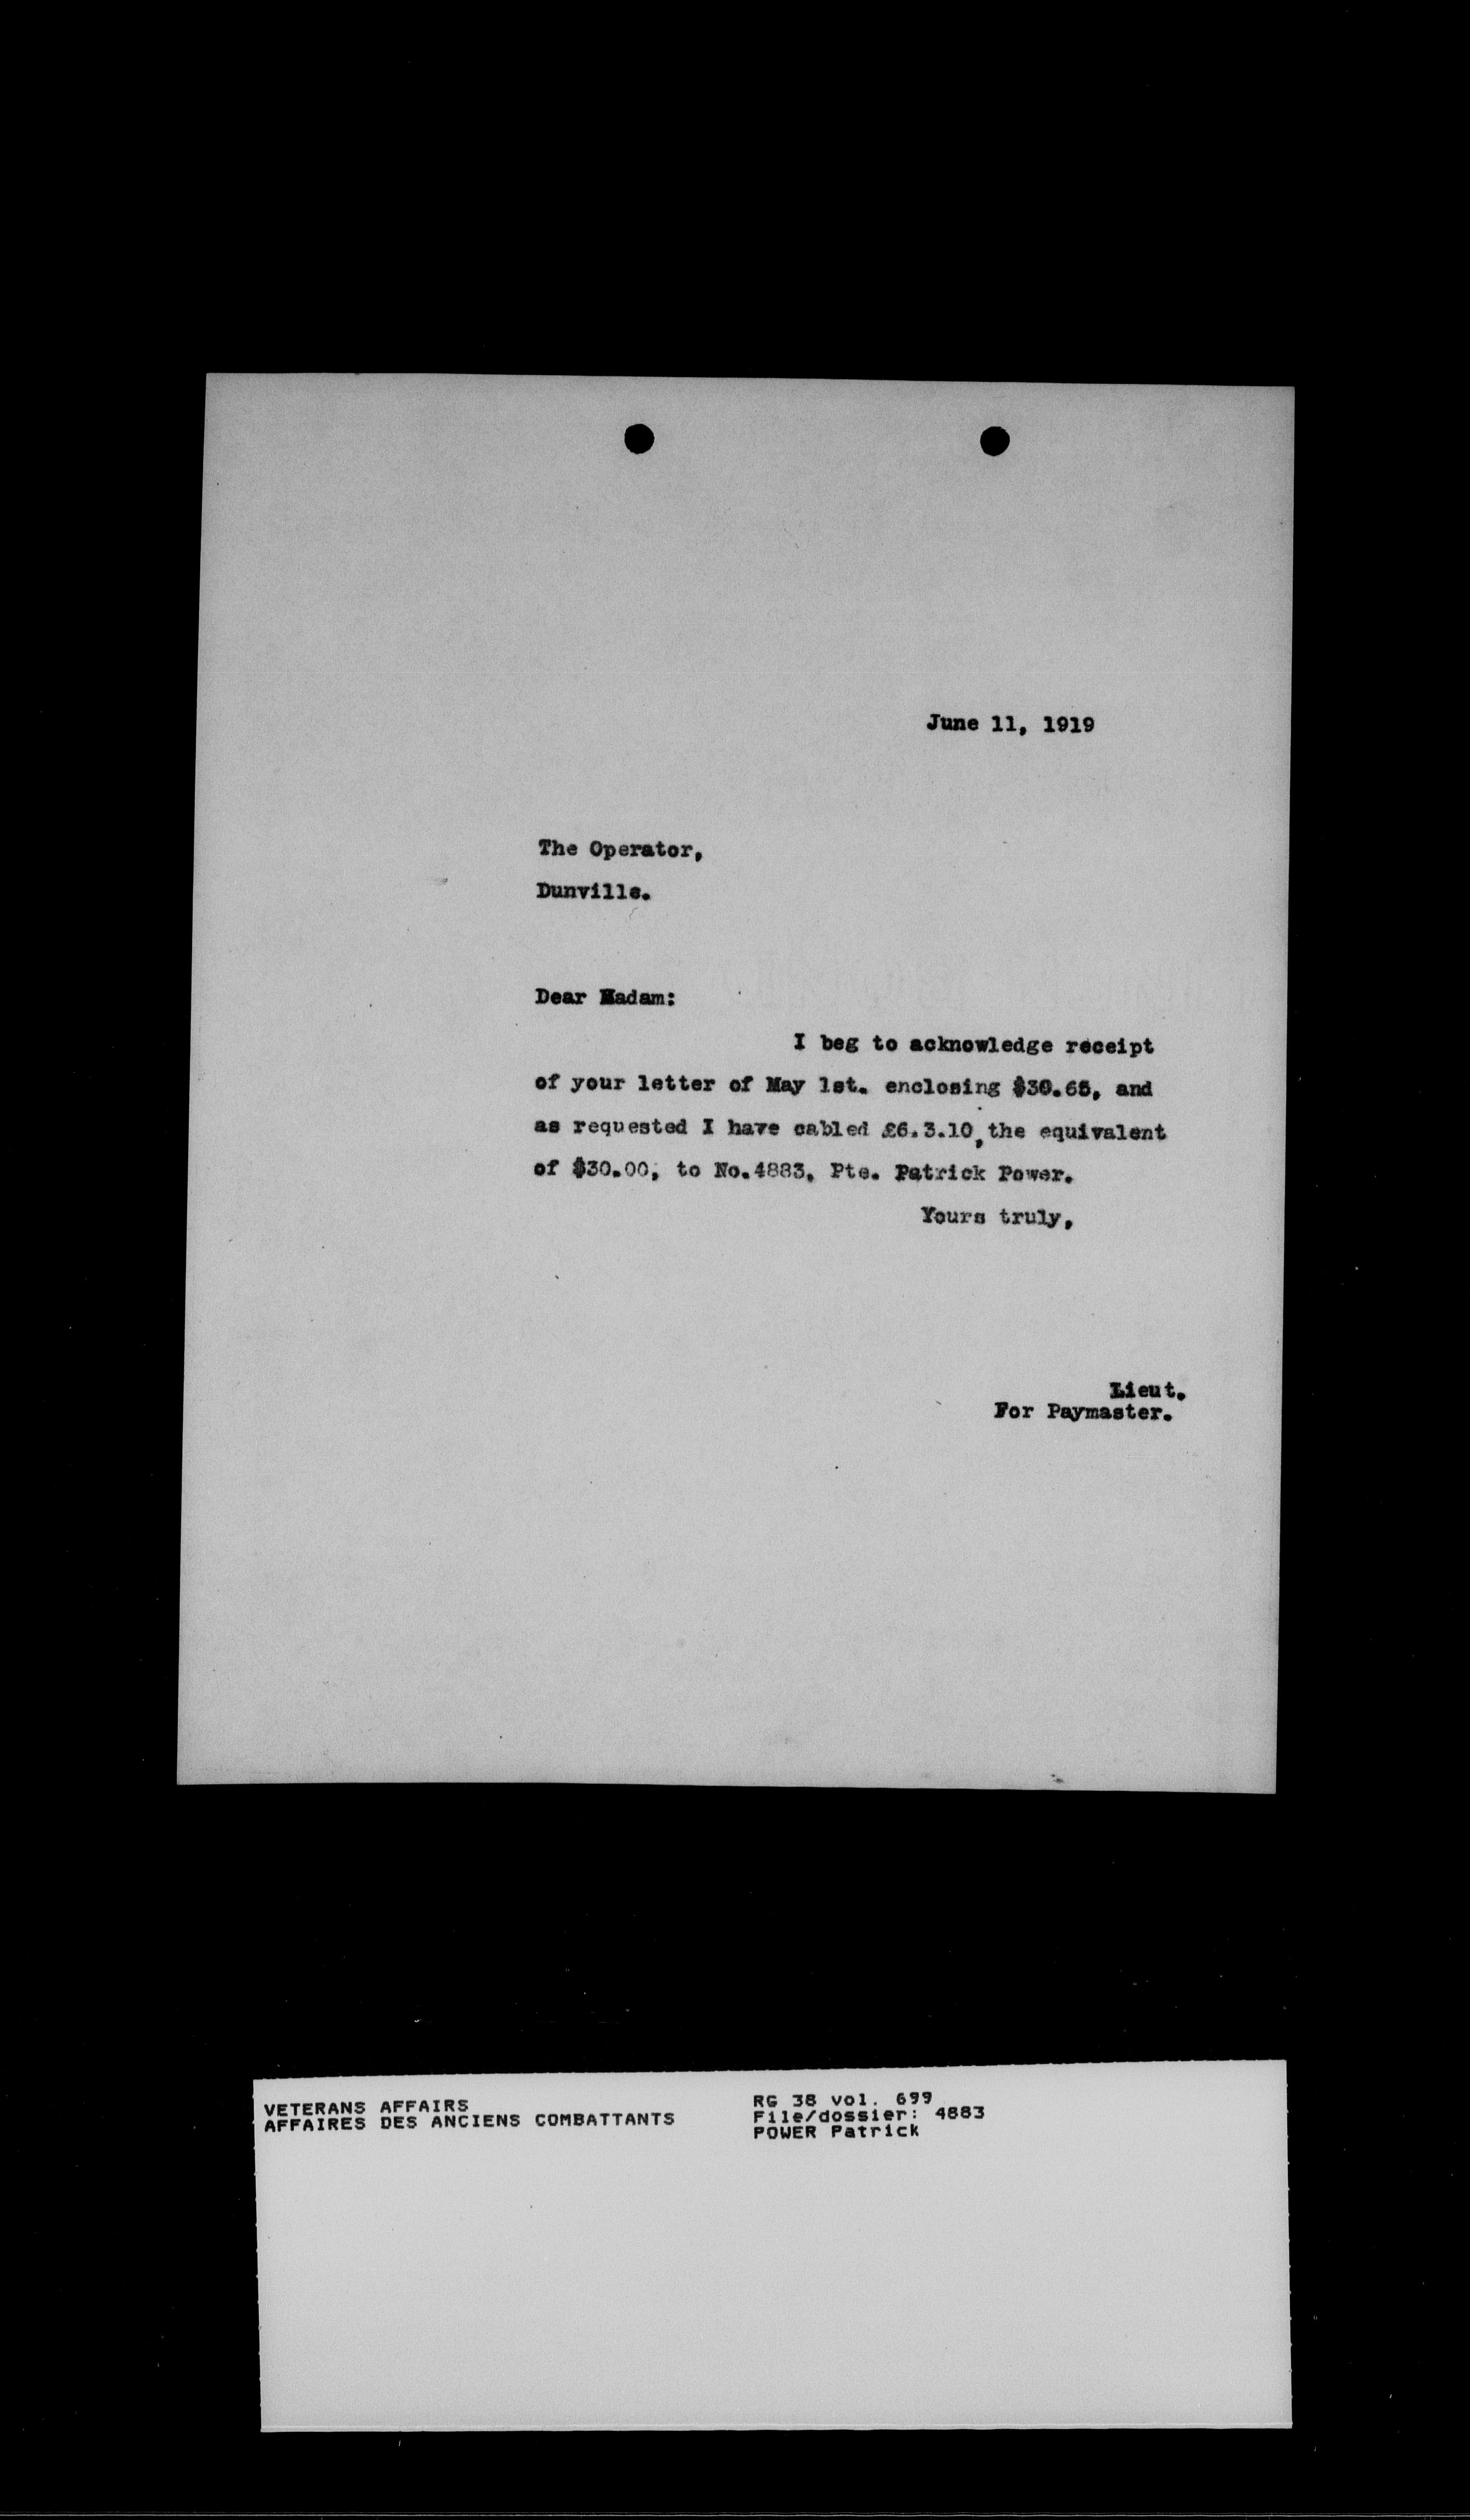 June 11, 1919
The Operator,
Dunville.
Dear Madam:
I beg to acknowledge receipt
of your letter of May 1st. enclosing $30.65, and
as requested I have cabled £6.3.10, the equivalent
of $30.00, to No.4883, Pte. Patrick Power.
Yours truly,
Lieut.
For Paymaster.
VETERANS AFFAIRS
AFFAIRES DES ANCIENS COMBATTANTS
RG 38 vol. 699
File/dossier: 4883
POWER Patrick